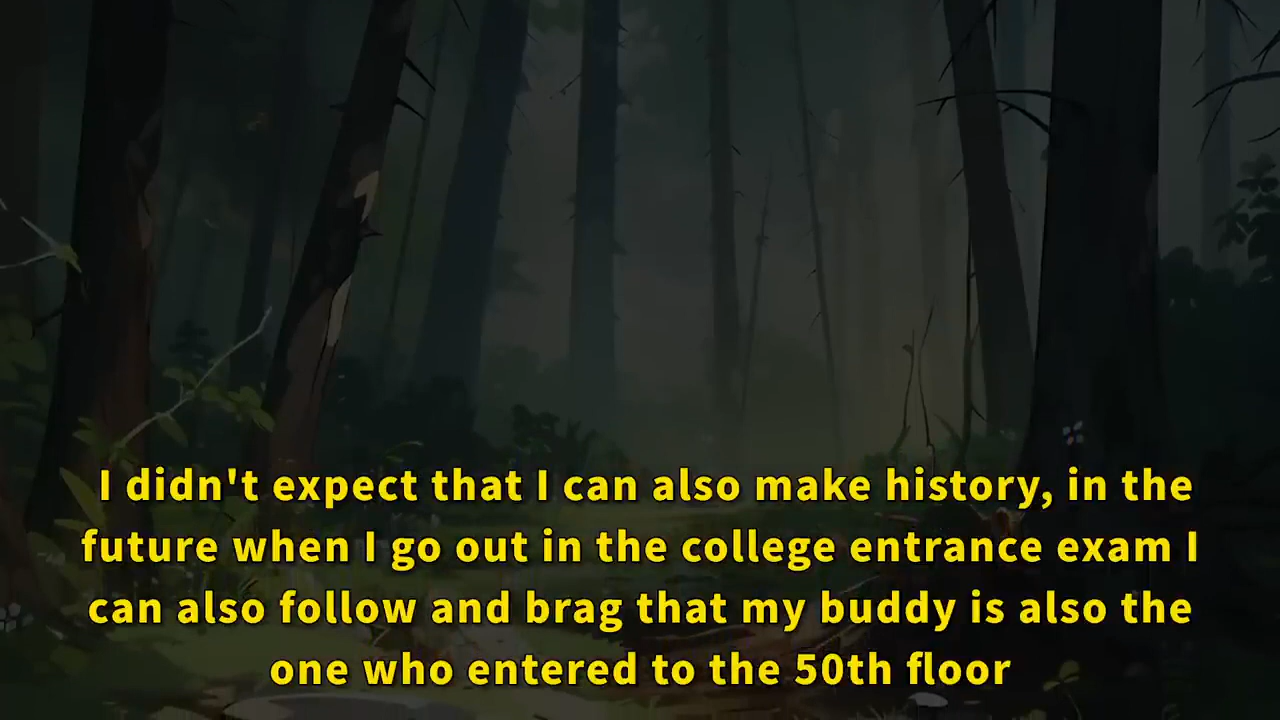 I didn't expect that I can also make history, in the
future when I go out in the college entrance exam I
can also follow and brag that my buddy is also the
one who entered to the 50th floor